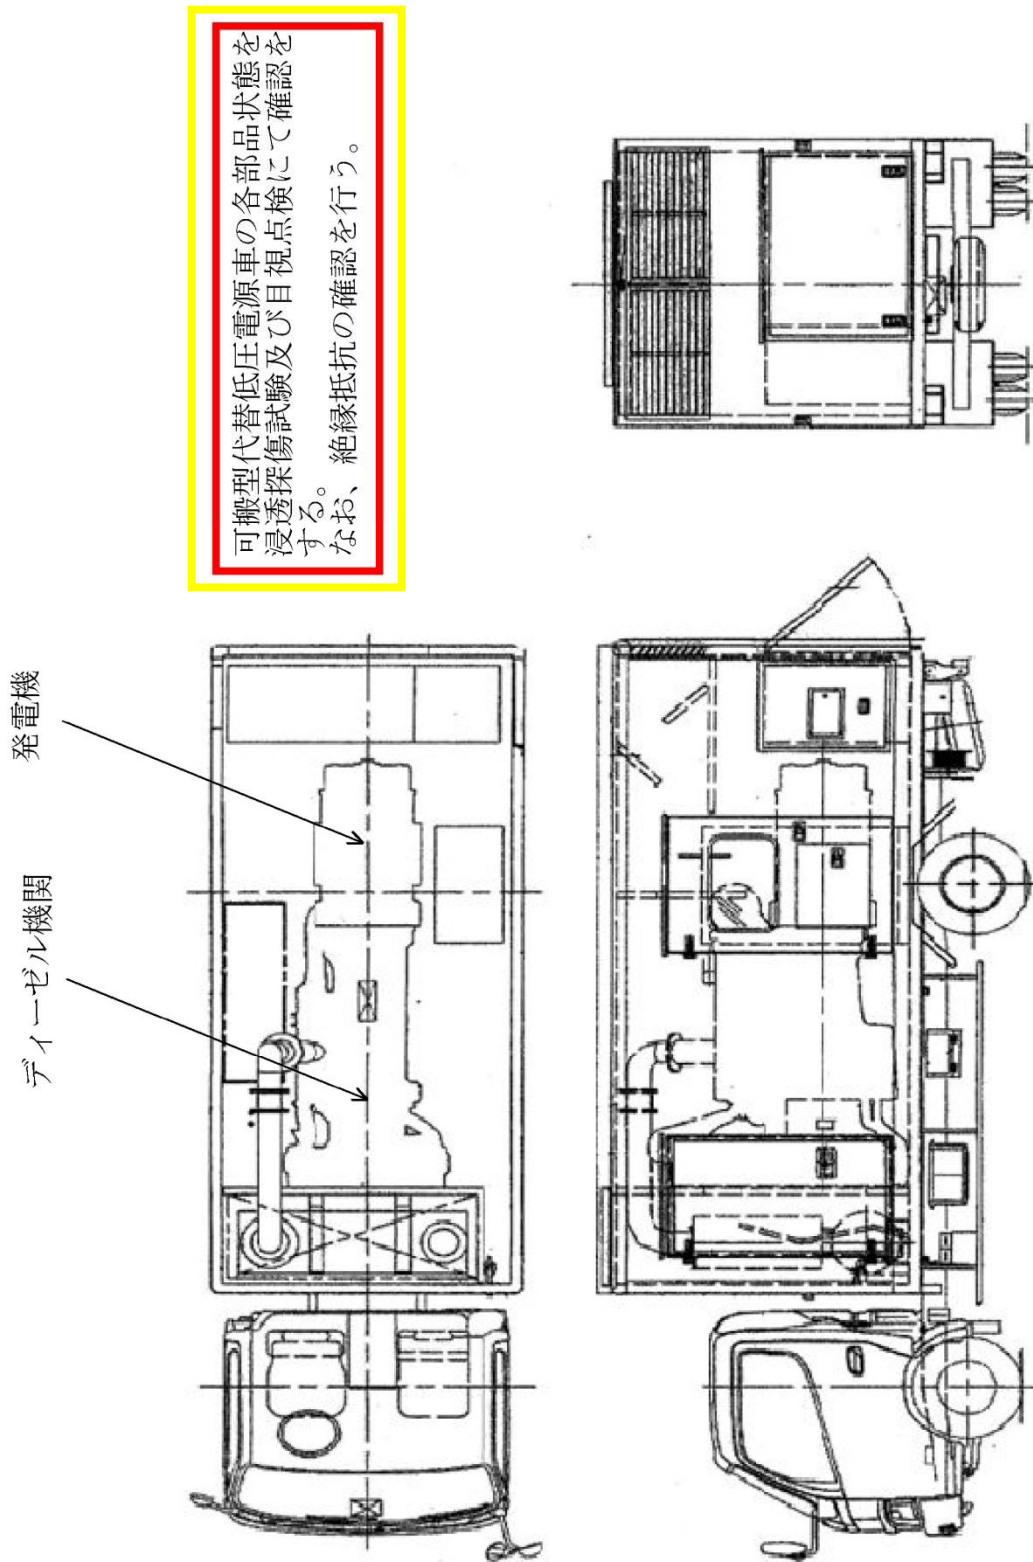 可搬型代替低圧電源車の各部品状態を
浸透探傷試験及び目視点検にて確認を
する。
なお、絶縁抵抗の確認を行う。
ディーゼル機関
発電機